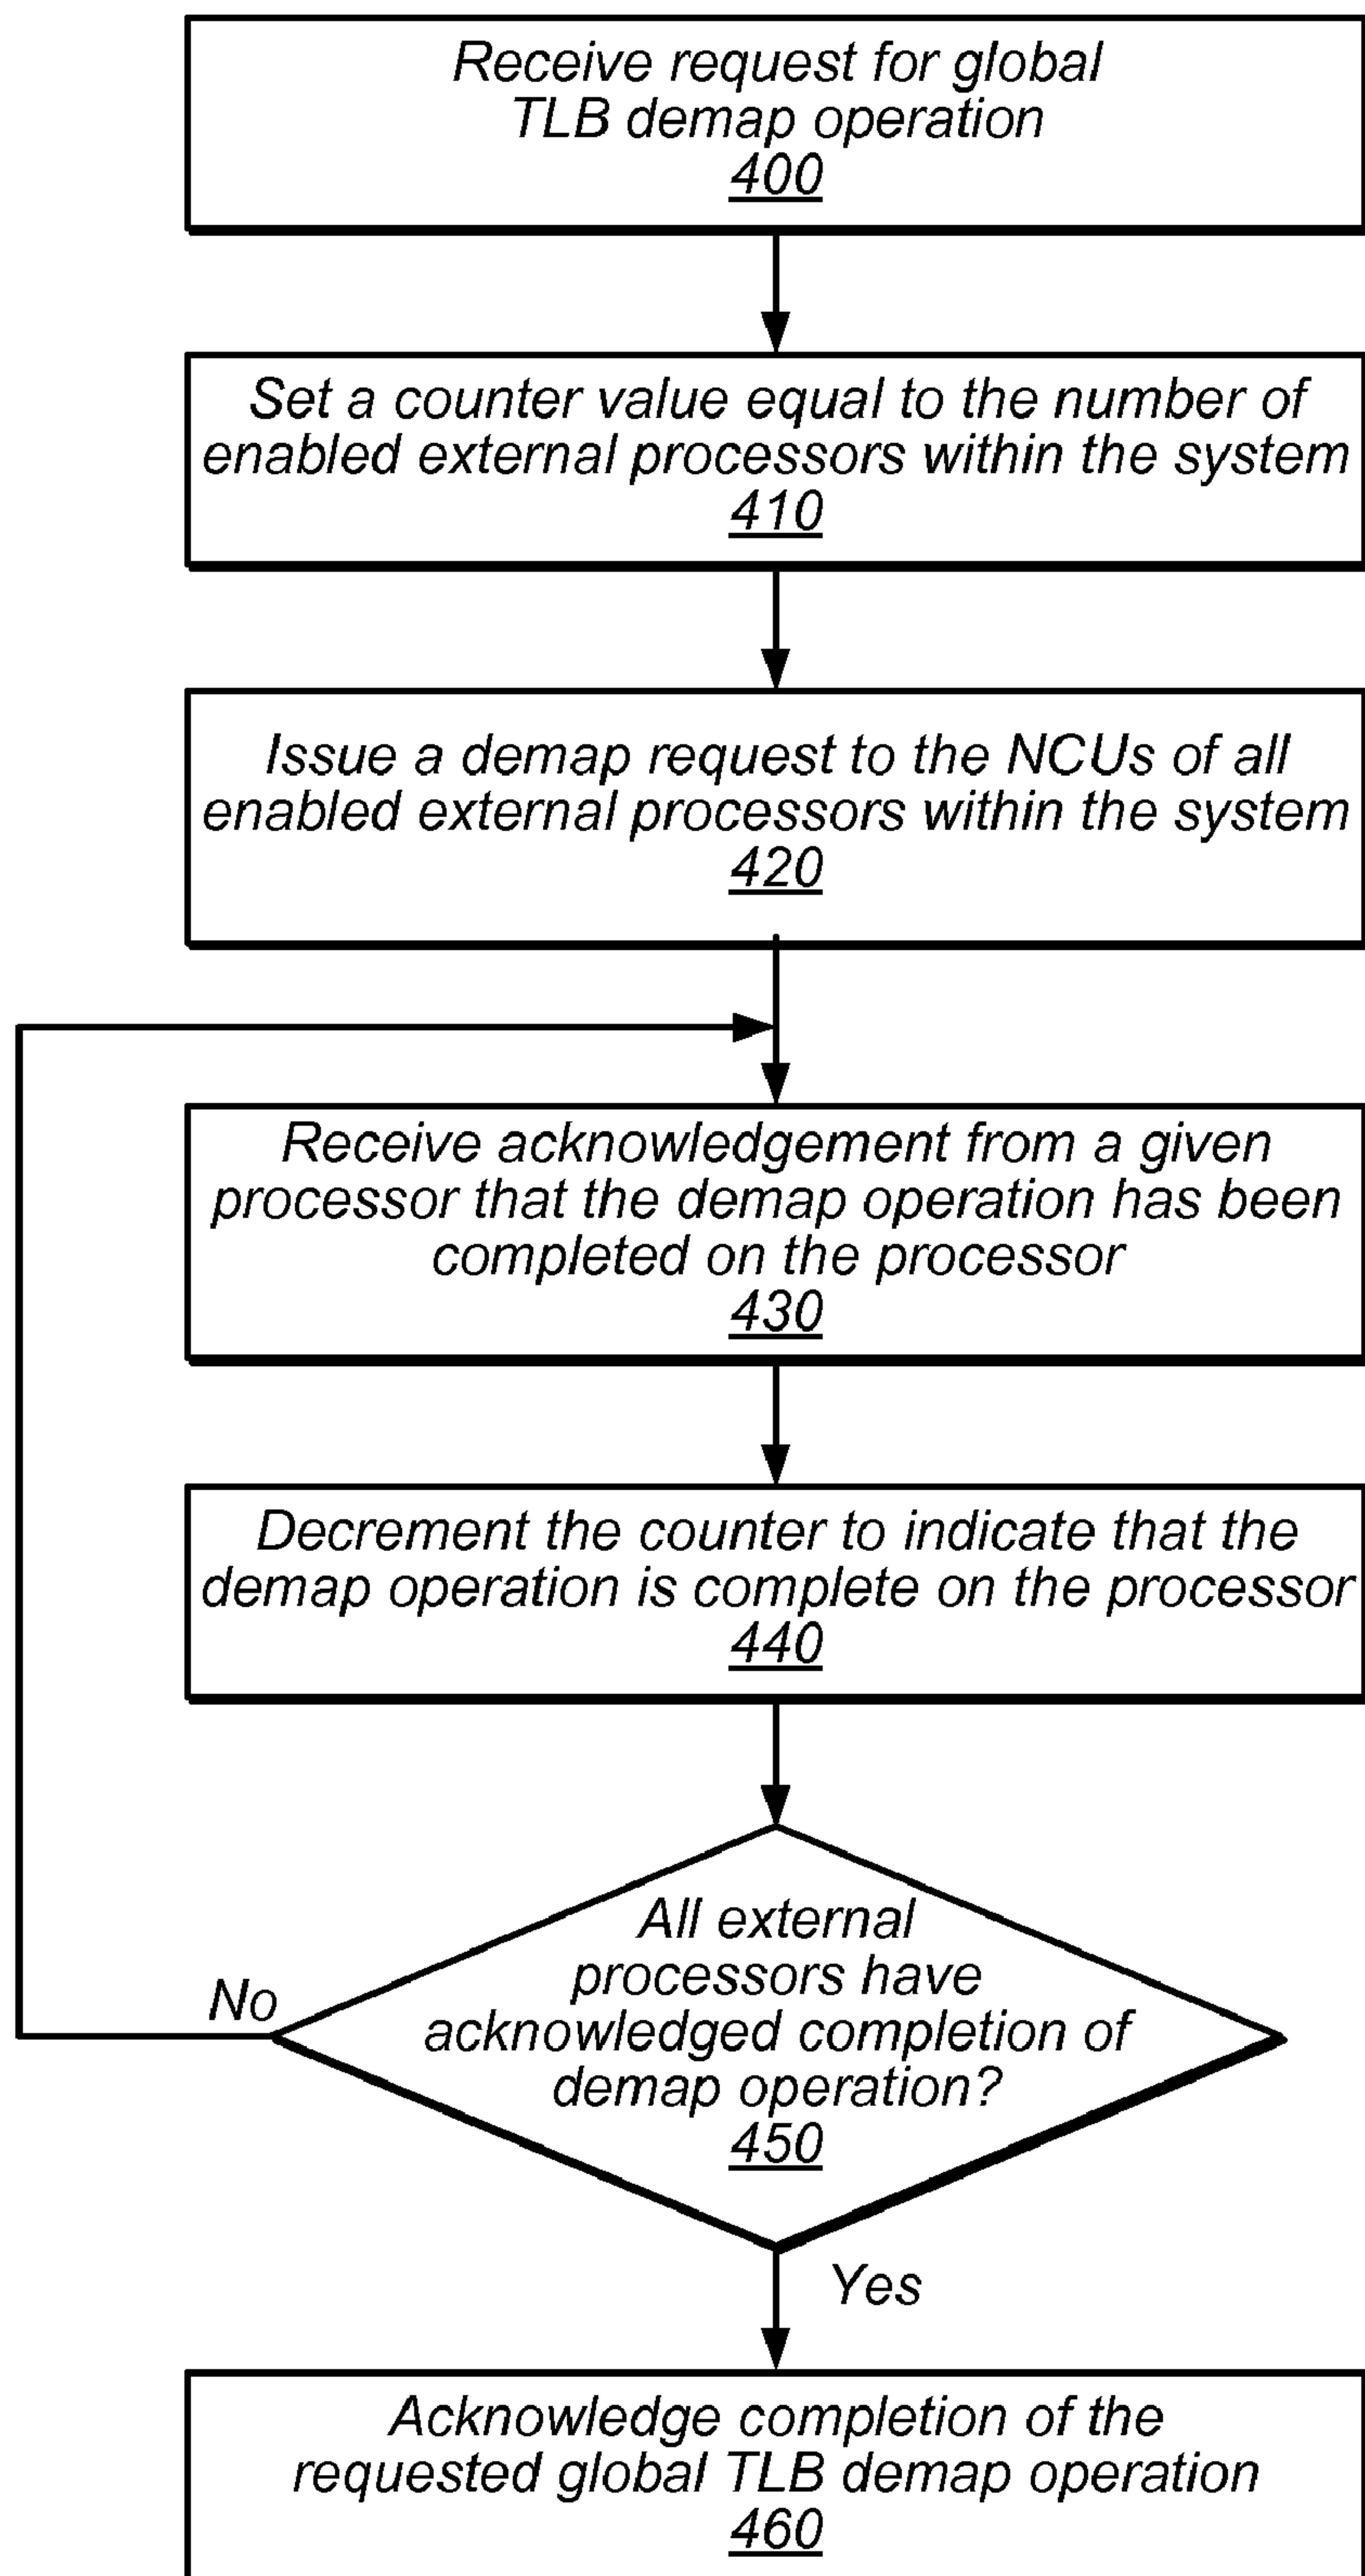 Receive request for global
TLB demap operation
400
Set a counter value equal to the number of
enabled external processors within the system
410
Issue a demap request to the NCUs of all
enabled external processors within the system
420
Receive acknowledgement from a given
processor that the demap operation has been
completed on the processor
430
Decrement the counter to indicate that the
demap operation is complete on the processor
440
All external
processors have
acknowledged completion of
demap operation?
450
No
Yes
Acknowledge completion of the
requested global TLB demap operation
460